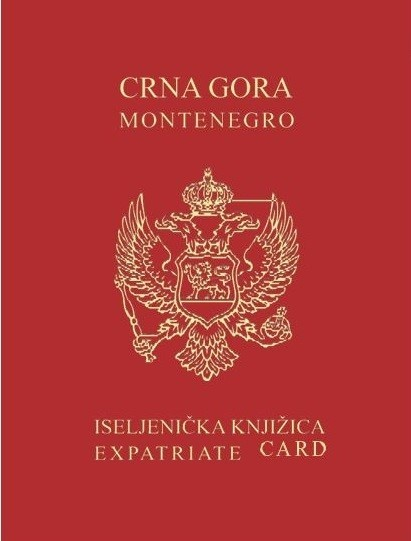 CRNA GORA
MONTENEGRO
ISELJENIČKA KNJIŽICA
EXPATRIATE CARD